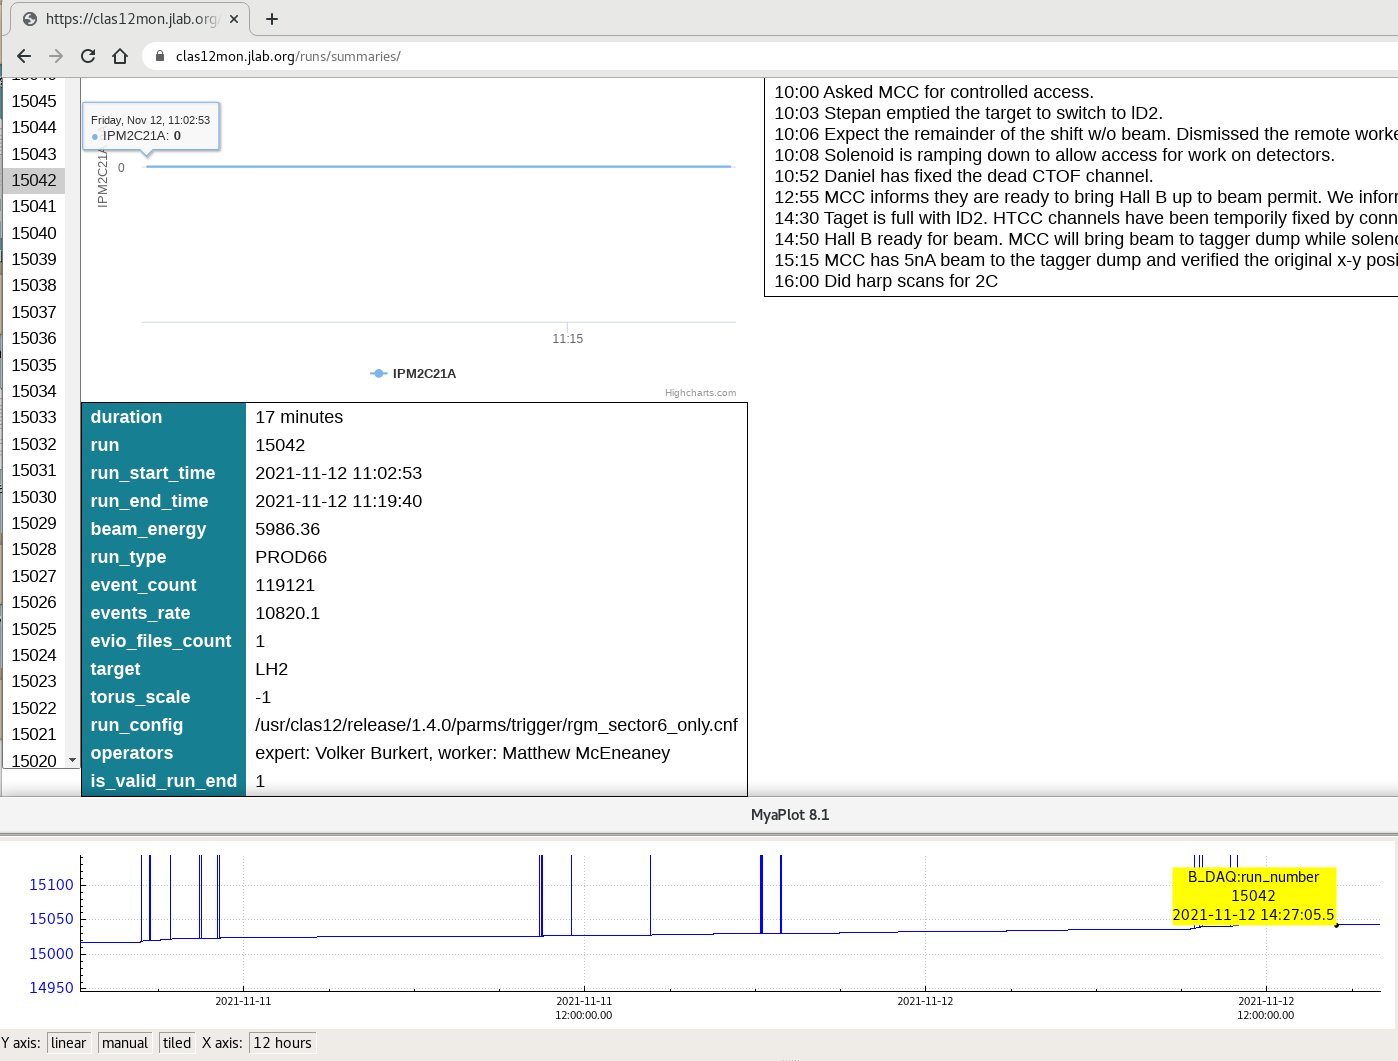 https://clas12mon.jlab.org/
clas12mon.jlab.org/runs/summaries/
15045
15044
15043
15042
15041
15040
15039
15038
15037
15036
15035
15034
15033
15032
15031
15030
15029
15028
15027
15026
15025
15024
15023
15022
15021
15020
Friday, Nov 12, 11:02:53
IPM2C21A: 0
IPM2C21A
0
11:15
IPM2C21A
Highcharts.com
10:00 Asked MCC for controlled access.
10:03 Stepan emptied the target to switch to lD2.
10:06 Expect the remainder of the shift w/o beam. Dismissed the remote worke
10:08 Solenoid is ramping down to allow access for work on detectors.
10:52 Daniel has fixed the dead CTOF channel.
12:55 MCC informs they are ready to bring Hall B up to beam permit. We infor
14:30 Taget is full with lD2. HTCC channels have been temporily fixed by conn
14:50 Hall B ready for beam. MCC will bring beam to tagger dump while soleno
15:15 MCC has 5nA beam to the tagger dump and verified the original x-y posi
16:00 Did harp scans for 2C
duration 17 minutes
run 15042
run_start_time 2021-11-12 11:02:53
run_end_time 2021-11-12 11:19:40
beam_energy 5986.36
run_type PROD66
event_count 119121
events_rate 10820.1
evio_files_count 1
target LH2
torus_scale -1
run_config /usr/clas12/release/1.4.0/parms/trigger/rgm_sector6_only.cnf
operators expert: Volker Burkert, worker: Matthew McEneaney
is_valid_run_end 1
MyaPlot 8.1
15100
15050
15000
14950
B_DAQ:run_number
15042
2021-11-12 14:27:05.5
2021-11-11
2021-11-11
12:00:00.00
2021-11-12
2021-11-12
12:00:00.00
Y axis: linear manual tiled X axis: 12 hours